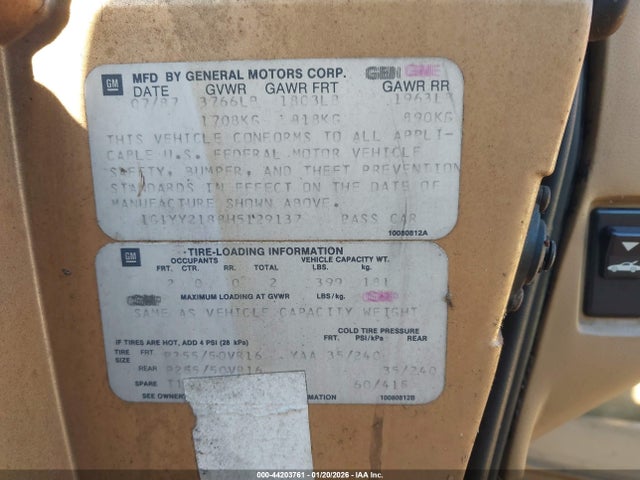 GM
MFD BY GENERAL MOTORS CORP.
DATE GVWR GAWR FRT GAWR RR
07/87 3766LB 1803LB 1963LB
1708KG 818KG 890KG
THIS VEHICLE CONFORMS TO ALL APPLI-
CABLE U.S. FEDERAL MOTOR VEHICLE
SAFETY, BUMPER, AND THEFT PREVENTION
STANDARDS IN EFFECT ON THE DATE OF
MANUFACTURE SHOWN ABOVE.
1G1YY2188H5129137 PASS CAR
10080812A
GM
TIRE-LOADING INFORMATION
OCCUPANTS VEHICLE CAPACITY WT.
FRT. CTR. RR. TOTAL LBS. kg.
2 0 0 2 399 181
MAXIMUM LOADING AT GVWR LBS/kg.
SAME AS VEHICLE CAPACITY WEIGHT
IF TIRES ARE HOT, ADD 4 PSI (28 kPa) COLD TIRE PRESSURE
FRT. PSI/kPa REAR
TIRE SIZE FRT P255/50VR16 YAA 35/240
REAR P255/50VR16 35/240
SPARE 60/415
SEE OWNER 10080812B
000-44203761 - 01/20/2026 - IAA Inc.